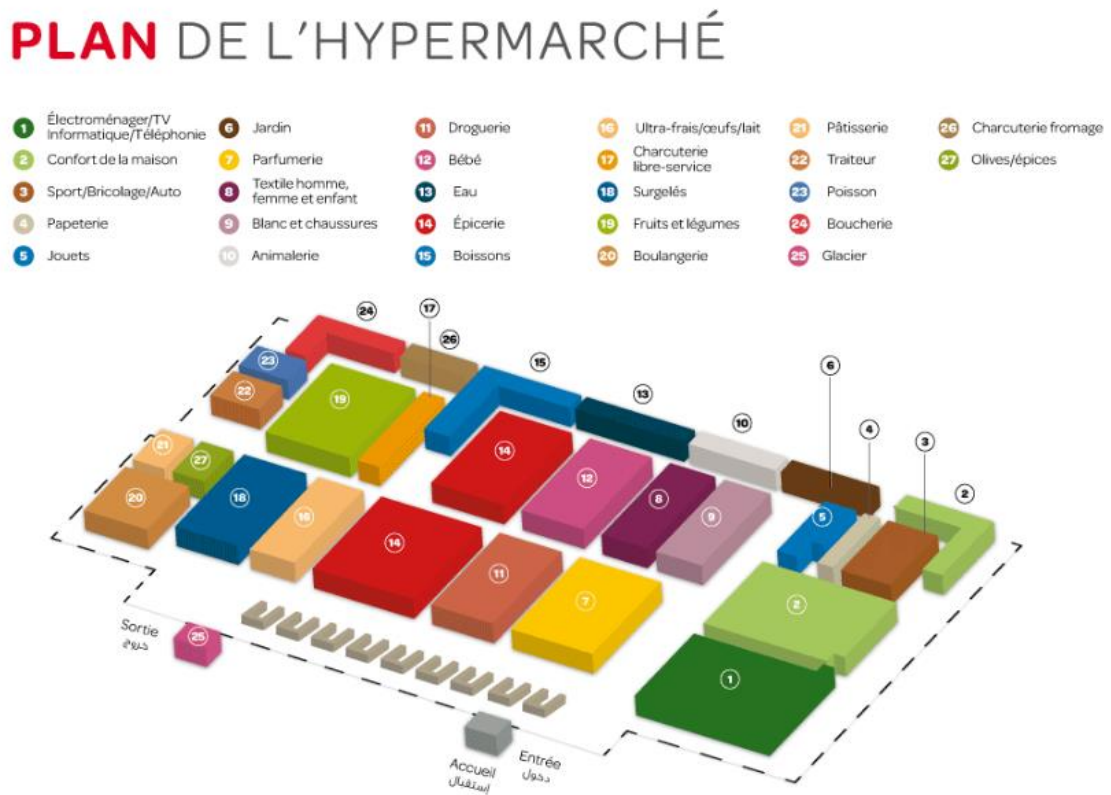 PLAN DE L'HYPERMARCHÉ
1 Électroménager/TV
Informatique/Téléphonie
2 Confort de la maison
3 Sport/Bricolage/Auto
4 Papeterie
5 Jouets
6 Jardin
7 Parfumerie
8 Textile homme,
femme et enfant
9 Blanc et chaussures
10 Animalerie
11 Droguerie
12 Bébé
13 Eau
14 Épicerie
15 Boissons
16 Ultra-frais/œufs/lait
17 Charcuterie
libre-service
18 Surgelés
19 Fruits et légumes
20 Boulangerie
21 Pâtisserie
22 Traiteur
23 Poisson
24 Boucherie
25 Glacier
26 Charcuterie fromage
27 Olives/épices
17
24
26
23
15
6
22
19
13
10
4
3
21
27
14
12
2
20
18
16
8
9
5
14
11
7
2
1
Sortie
خروج
25
Entrée
دخول
Accueil
إستقبال